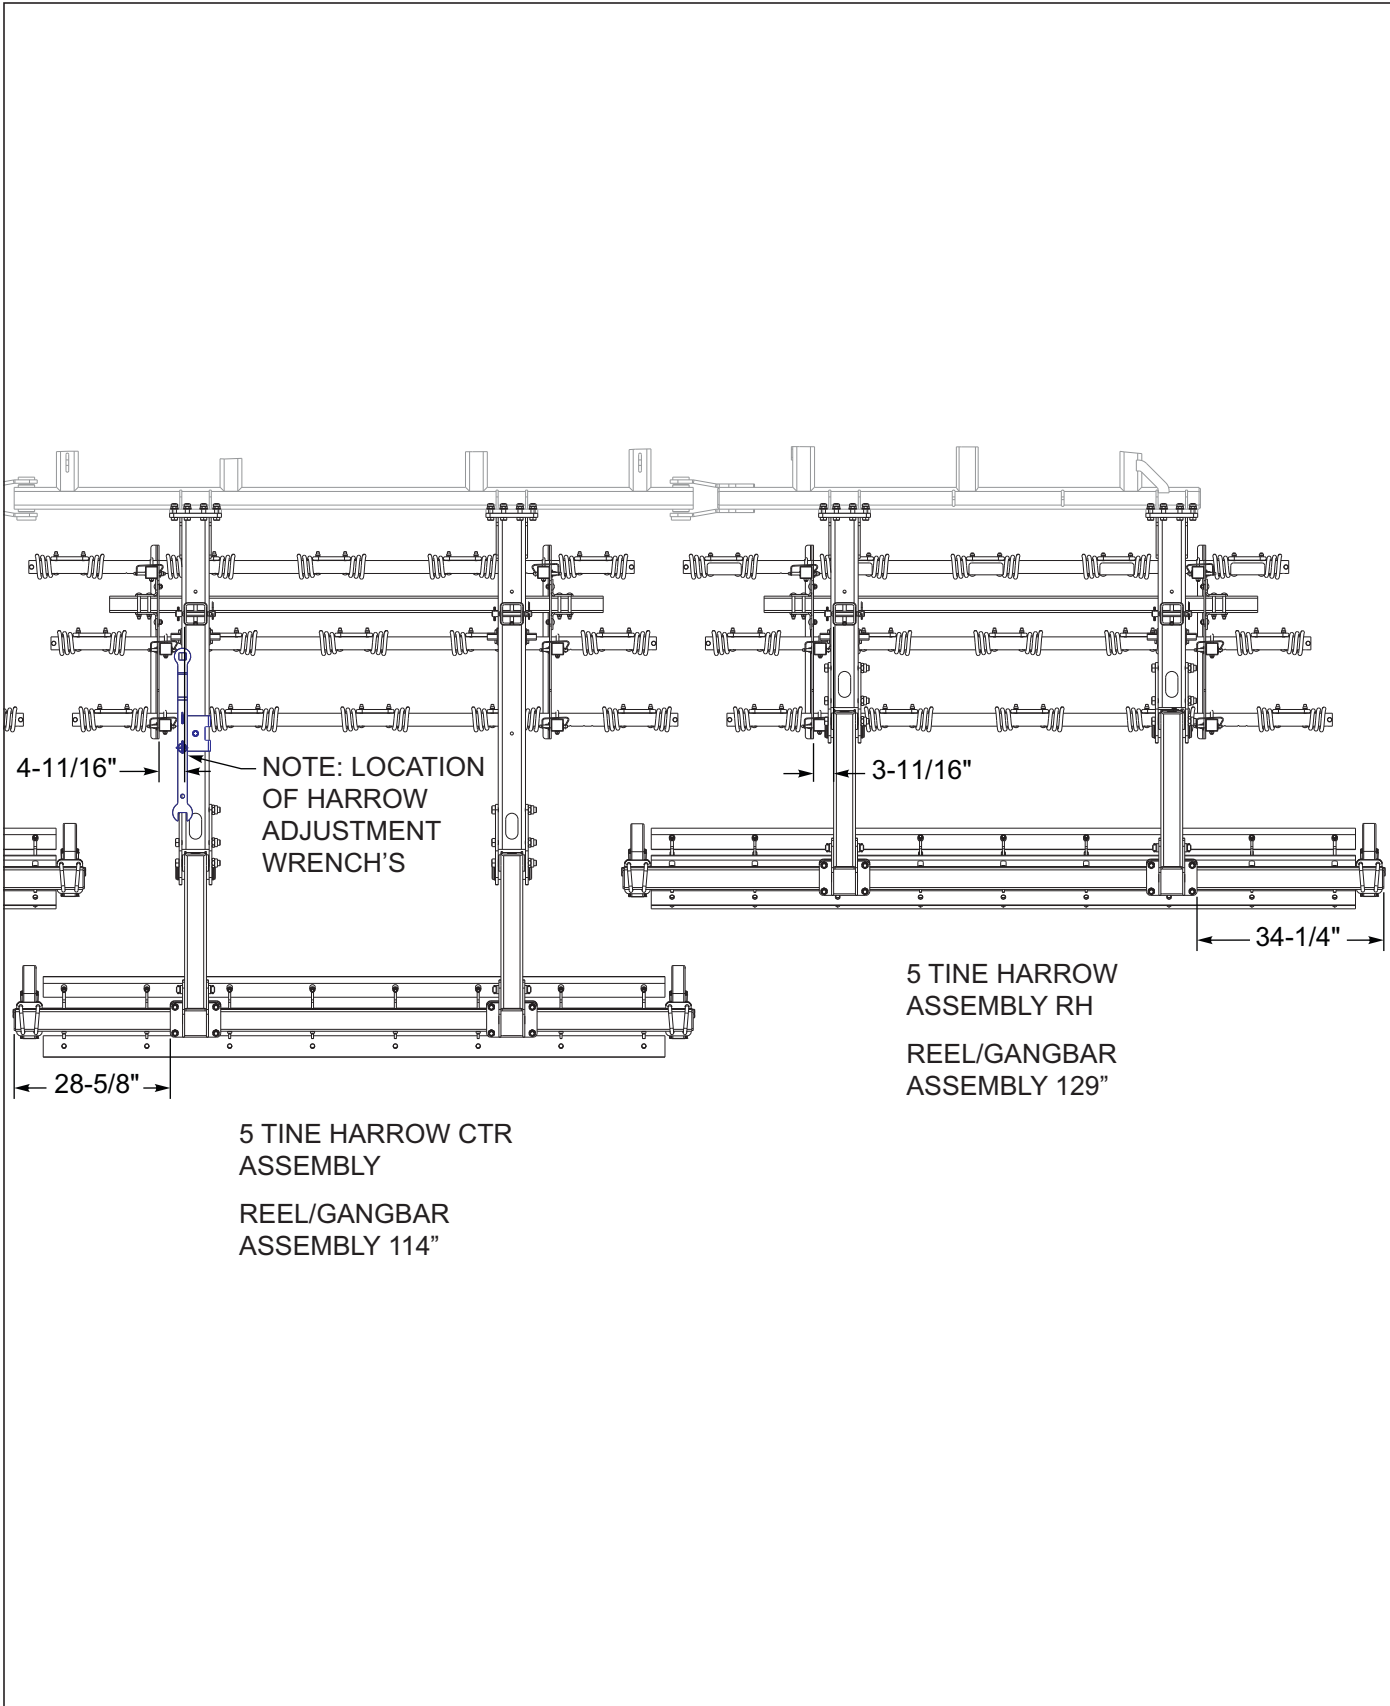 4-11/16"
NOTE: LOCATION
OF HARROW
ADJUSTMENT
WRENCH’S
3-11/16"
34-1/4"
5 TINE HARROW
ASSEMBLY RH
REEL/GANGBAR
ASSEMBLY 129”
28-5/8"
5 TINE HARROW CTR
ASSEMBLY
REEL/GANGBAR
ASSEMBLY 114”